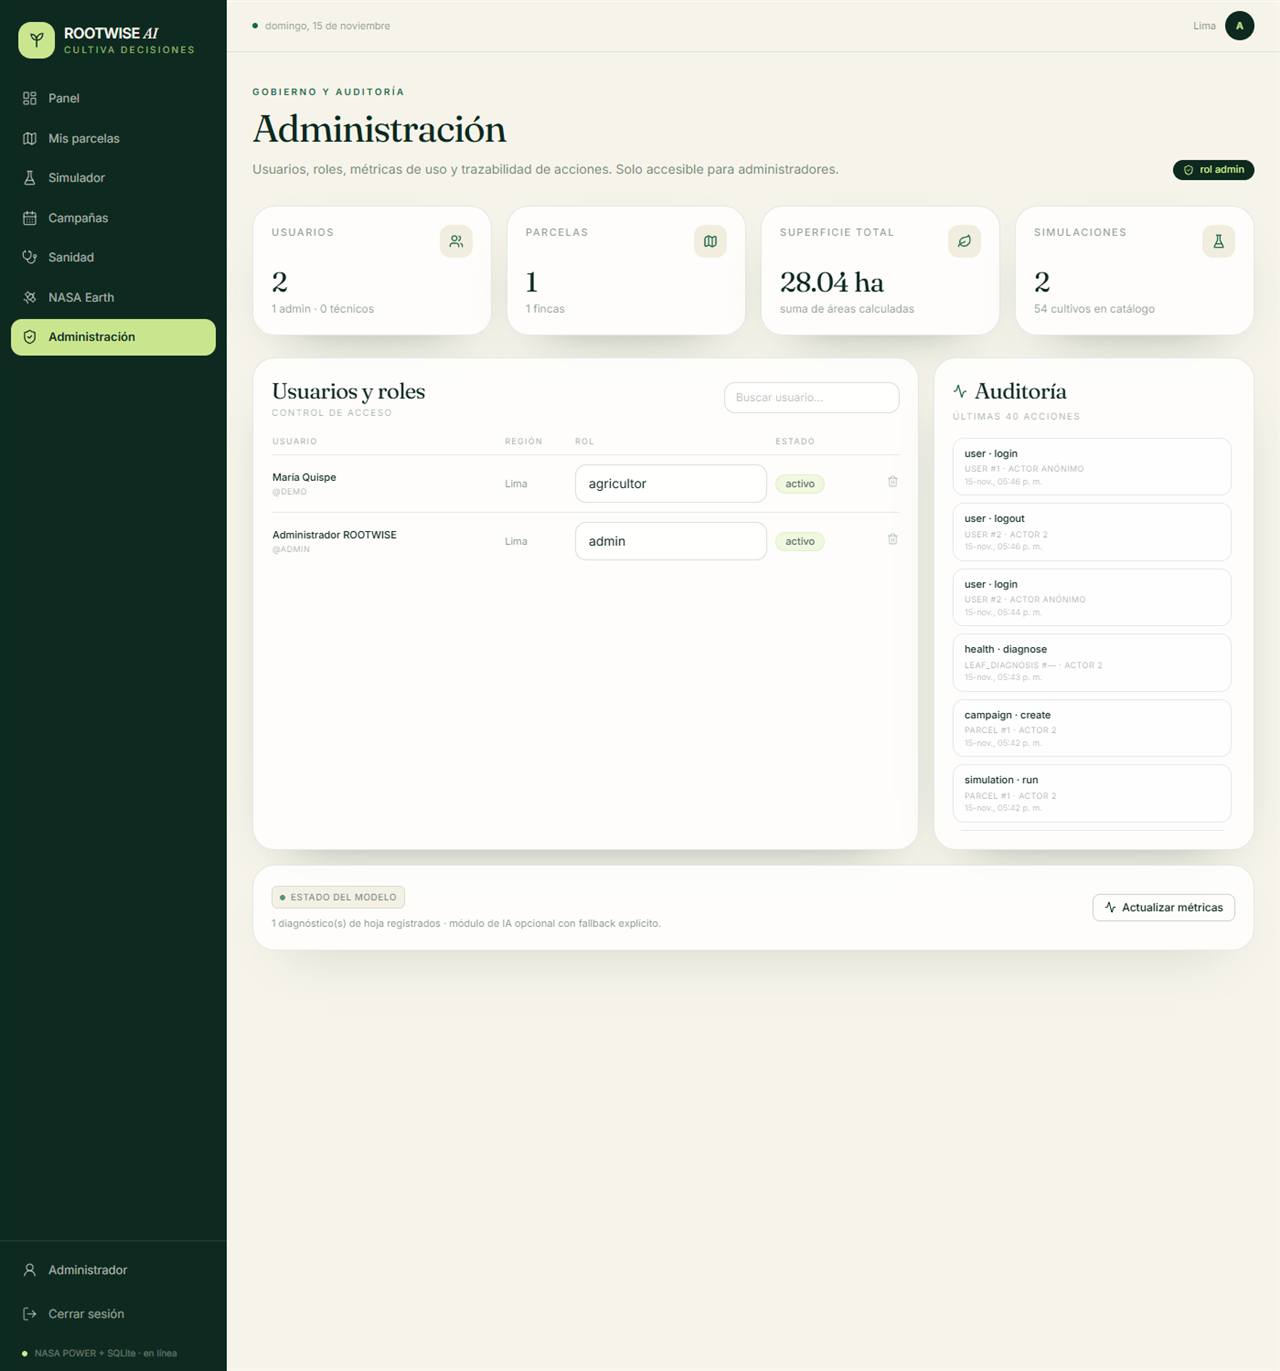 ROOTWISE AI
CULTIVA DECISIONES
Panel
Mis parcelas
Simulador
Campañas
Sanidad
NASA Earth
Administración
Administrador
Cerrar sesión
NASA POWER + SQLite · en línea
domingo, 15 de noviembre
Lima
A
GOBIERNO Y AUDITORÍA
Administración
Usuarios, roles, métricas de uso y trazabilidad de acciones. Solo accesible para administradores.
rol admin
USUARIOS
2
1 admin · 0 técnicos
PARCELAS
1
1 fincas
SUPERFICIE TOTAL
28.04 ha
suma de áreas calculadas
SIMULACIONES
2
54 cultivos en catálogo
Usuarios y roles
CONTROL DE ACCESO
Buscar usuario...
USUARIO REGIÓN ROL ESTADO
María Quispe
@DEMO
Lima
agricultor
activo
Administrador ROOTWISE
@ADMIN
Lima
admin
activo
Auditoría
ÚLTIMAS 40 ACCIONES
user · login
USER #1 · ACTOR ANÓNIMO
15-nov., 05:46 p. m.
user · logout
USER #2 · ACTOR 2
15-nov., 05:46 p. m.
user · login
USER #2 · ACTOR ANÓNIMO
15-nov., 05:44 p. m.
health · diagnose
LEAF_DIAGNOSIS #— · ACTOR 2
15-nov., 05:43 p. m.
campaign · create
PARCEL #1 · ACTOR 2
15-nov., 05:42 p. m.
simulation · run
PARCEL #1 · ACTOR 2
15-nov., 05:42 p. m.
ESTADO DEL MODELO
1 diagnóstico(s) de hoja registrados · módulo de IA opcional con fallback explícito.
Actualizar métricas